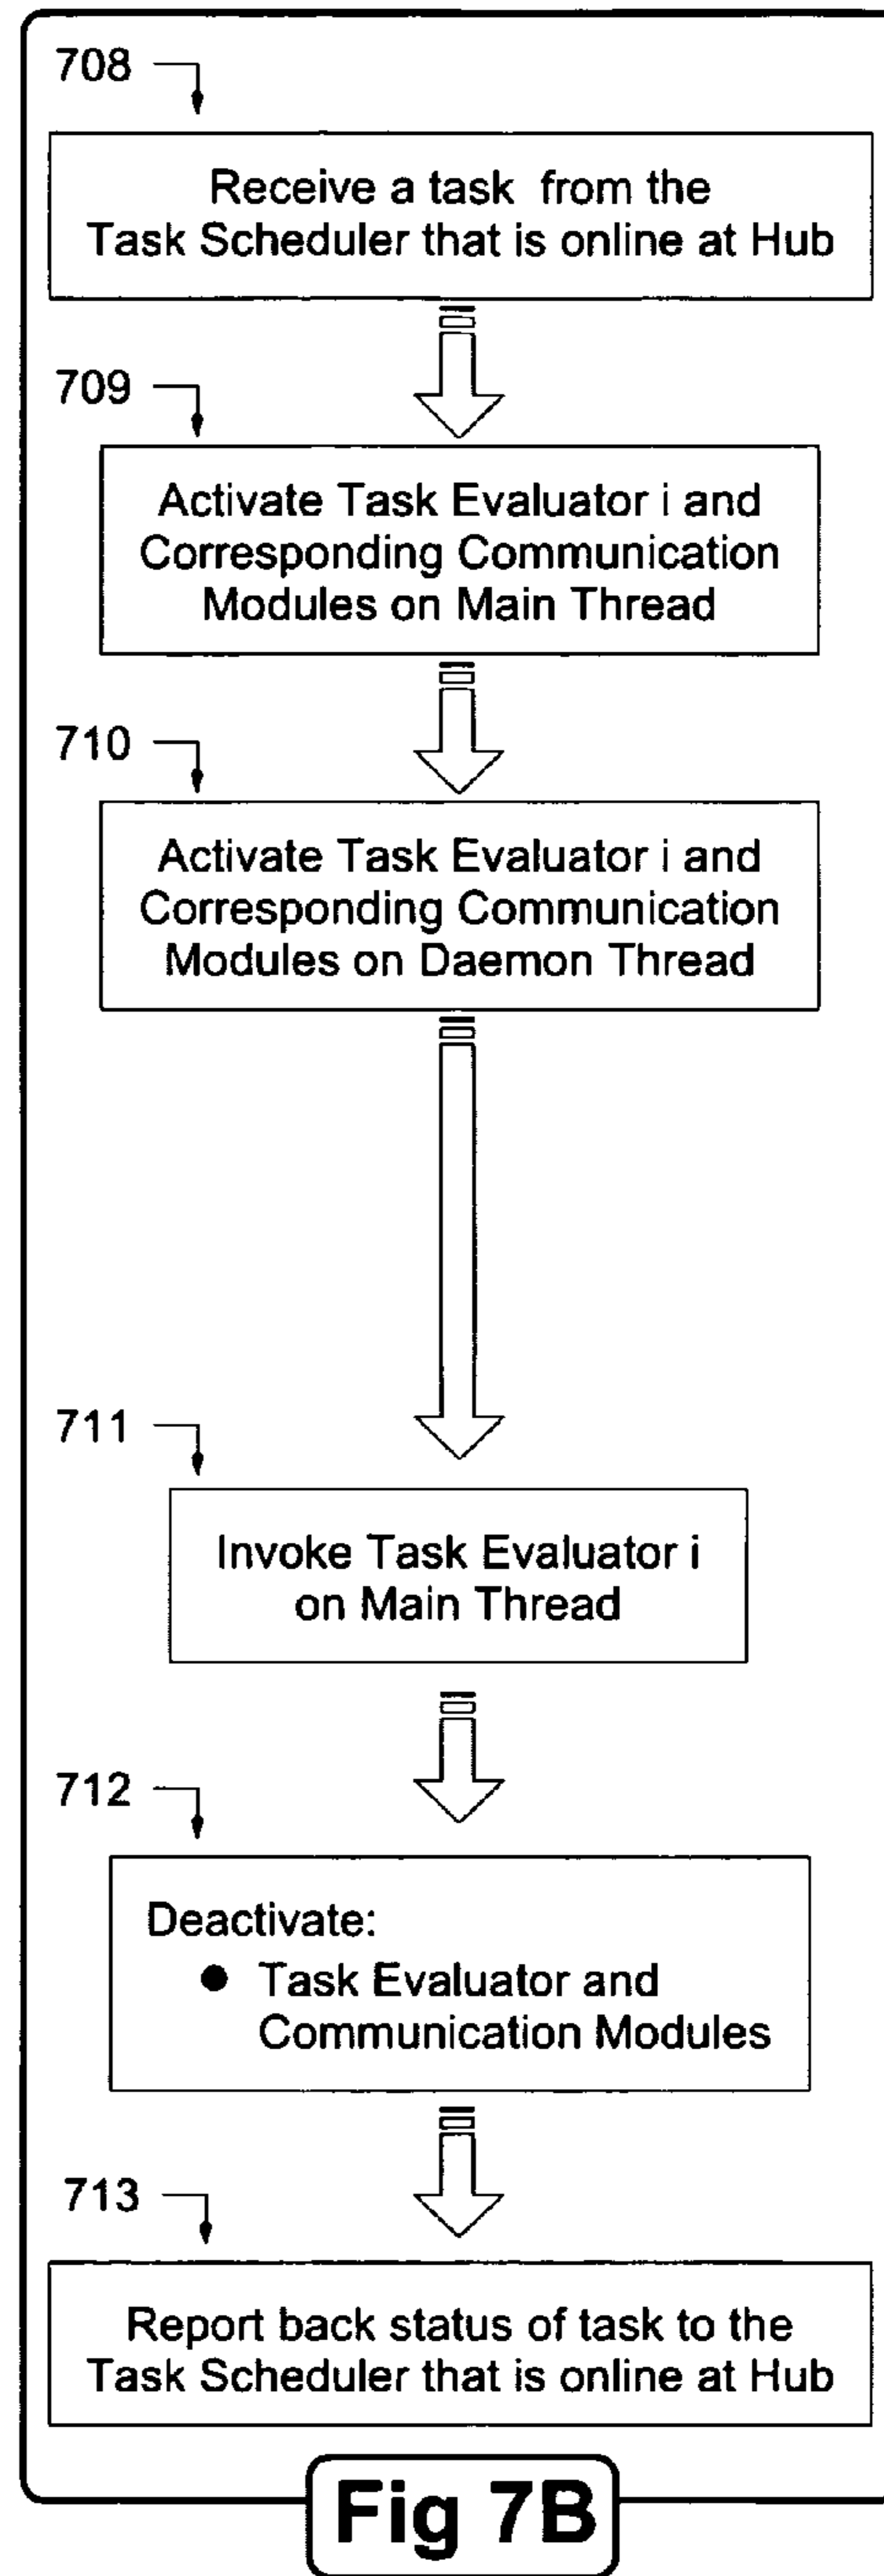 708
Receive a task from the
Task Scheduler that is online at Hub
709
Activate Task Evaluator i and
Corresponding Communication
Modules on Main Thread
710
Activate Task Evaluator i and
Corresponding Communication
Modules on Daemon Thread
711
Invoke Task Evaluator i
on Main Thread
712
Deactivate:
● Task Evaluator and
Communication Modules
713
Report back status of task to the
Task Scheduler that is online at Hub
Fig 7B